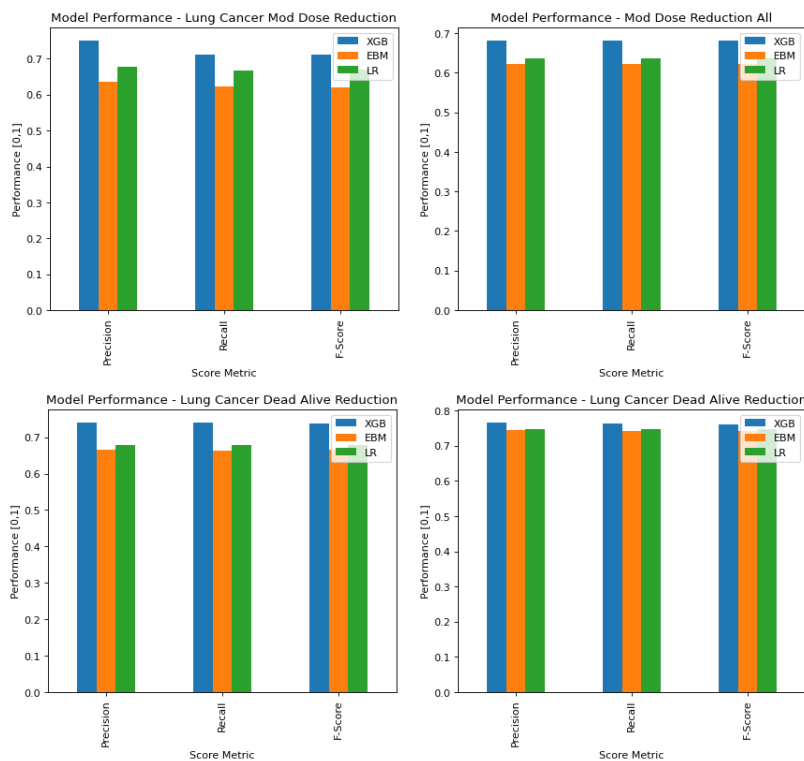 Model Performance - Lung Cancer Mod Dose Reduction
XGB
EBM
LR
Performance [0,1]
0.7
0.6
0.5
0.4
0.3
0.2
0.1
0.0
Precision
Recall
F-Score
Score Metric
Model Performance - Mod Dose Reduction All
XGB
EBM
LR
Performance [0,1]
0.7
0.6
0.5
0.4
0.3
0.2
0.1
0.0
Precision
Recall
F-Score
Score Metric
Model Performance - Lung Cancer Dead Alive Reduction
XGB
EBM
LR
Performance [0,1]
0.7
0.6
0.5
0.4
0.3
0.2
0.1
0.0
Precision
Recall
F-Score
Score Metric
Model Performance - Lung Cancer Dead Alive Reduction
XGB
EBM
LR
Performance [0,1]
0.8
0.7
0.6
0.5
0.4
0.3
0.2
0.1
0.0
Precision
Recall
F-Score
Score Metric